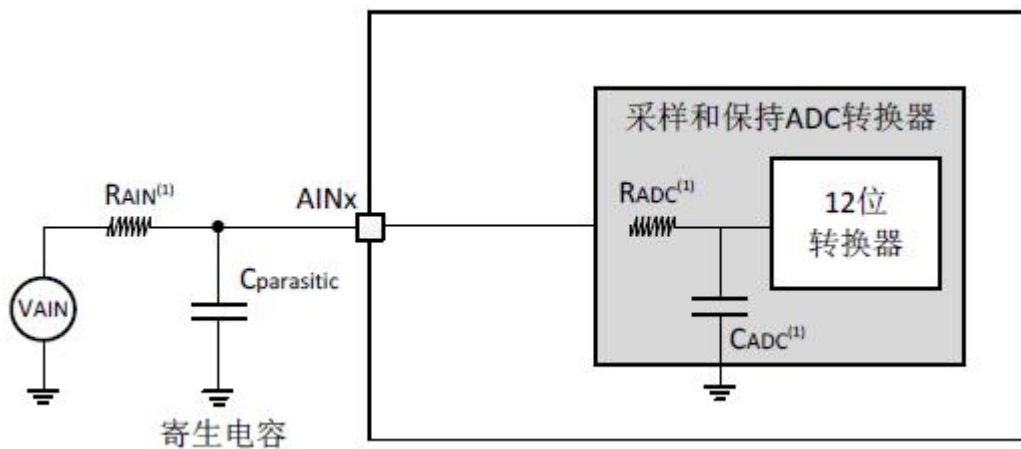 采样和保持ADC转换器
RAIN(1)
AINx
RADC(1)
12位
转换器
Cparasitic
VAIN
CADC(1)
寄生电容